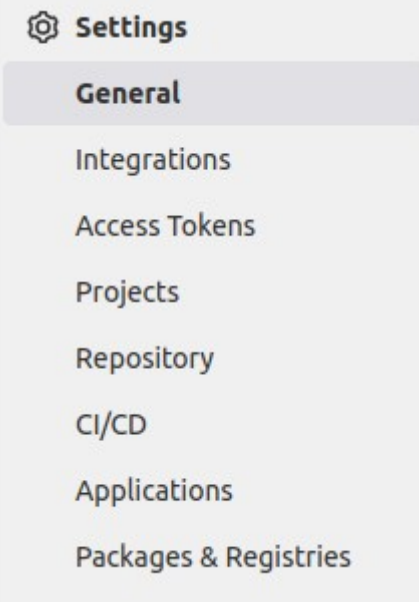 Settings
General
Integrations
Access Tokens
Projects
Repository
CI/CD
Applications
Packages & Registries